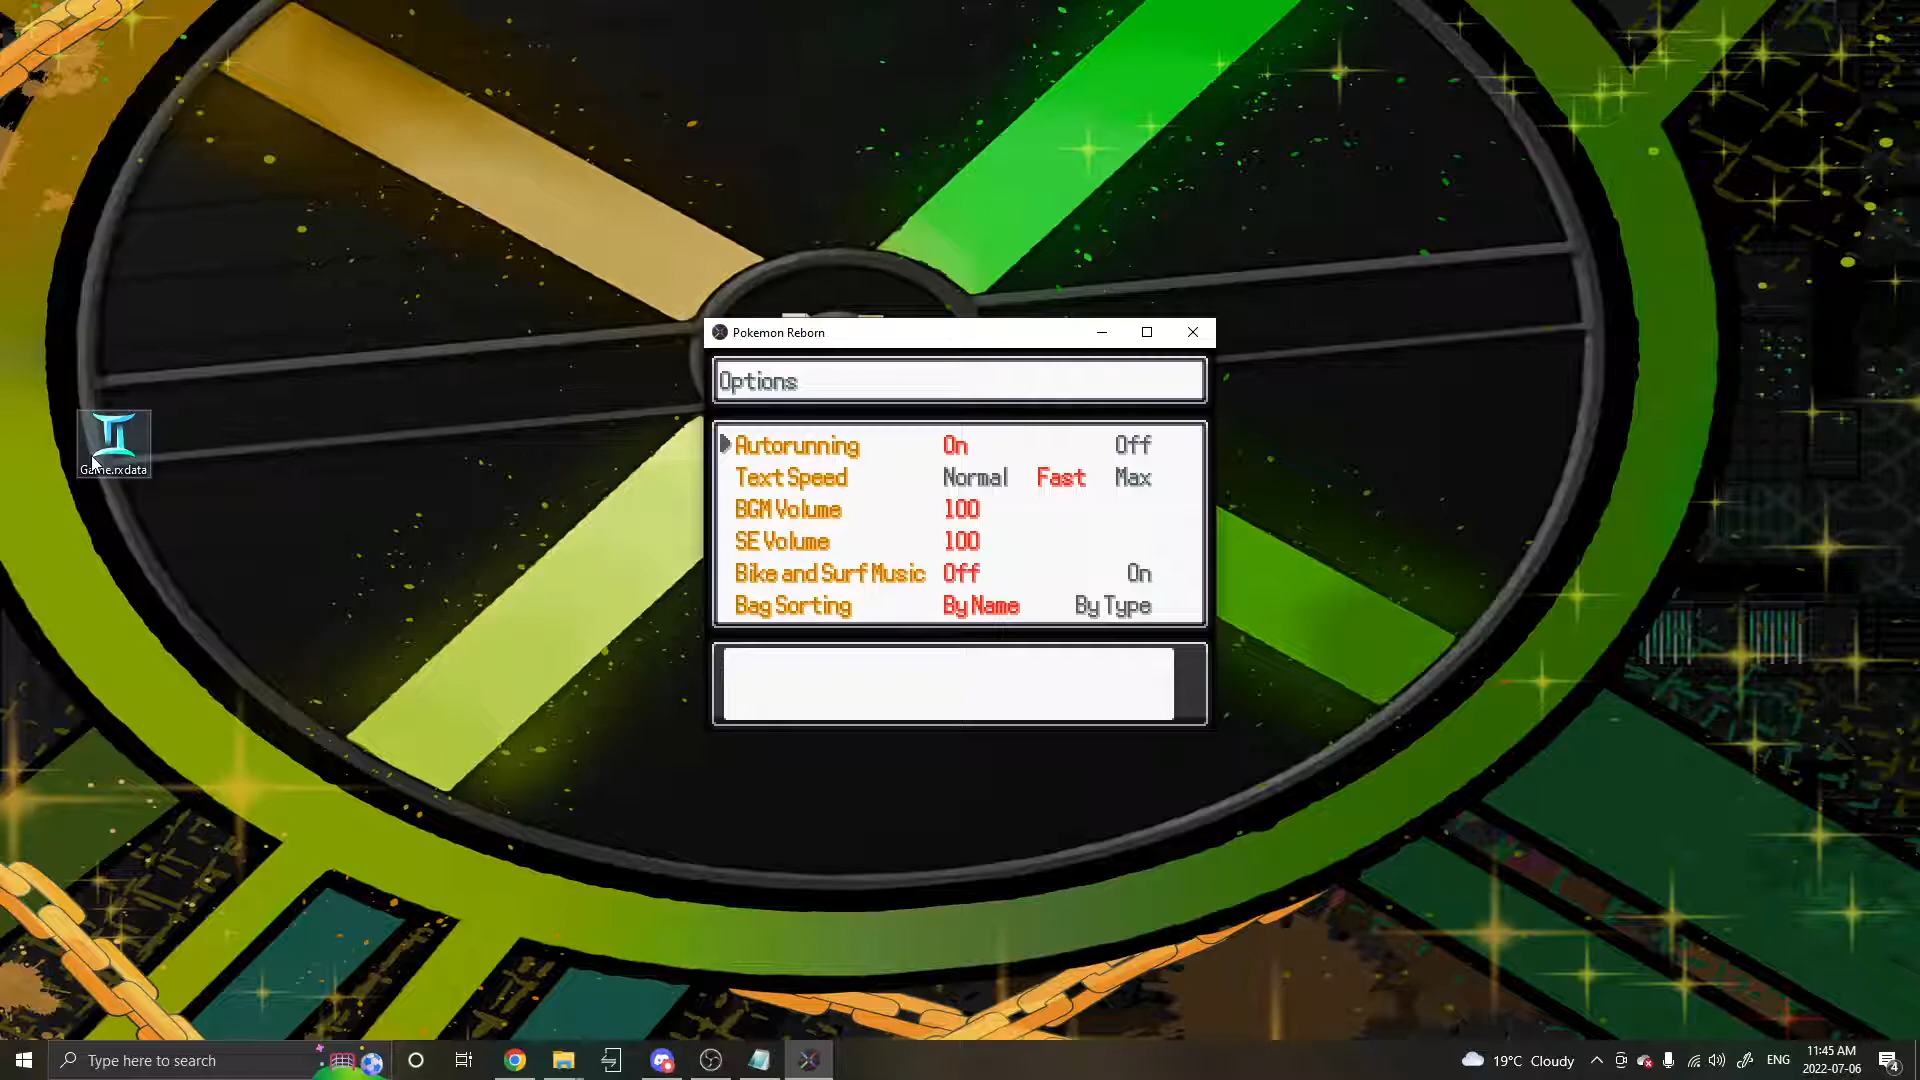 Pokemon Reborn
Options
Autorunning On Off
Text Speed Normal Fast Max
BGM Volume 100
SE Volume 100
Bike and Surf Music Off On
Bag Sorting By Name By Type
Game.rxdata
Type here to search
19°C Cloudy
ENG
11:45 AM
2022-07-06
4